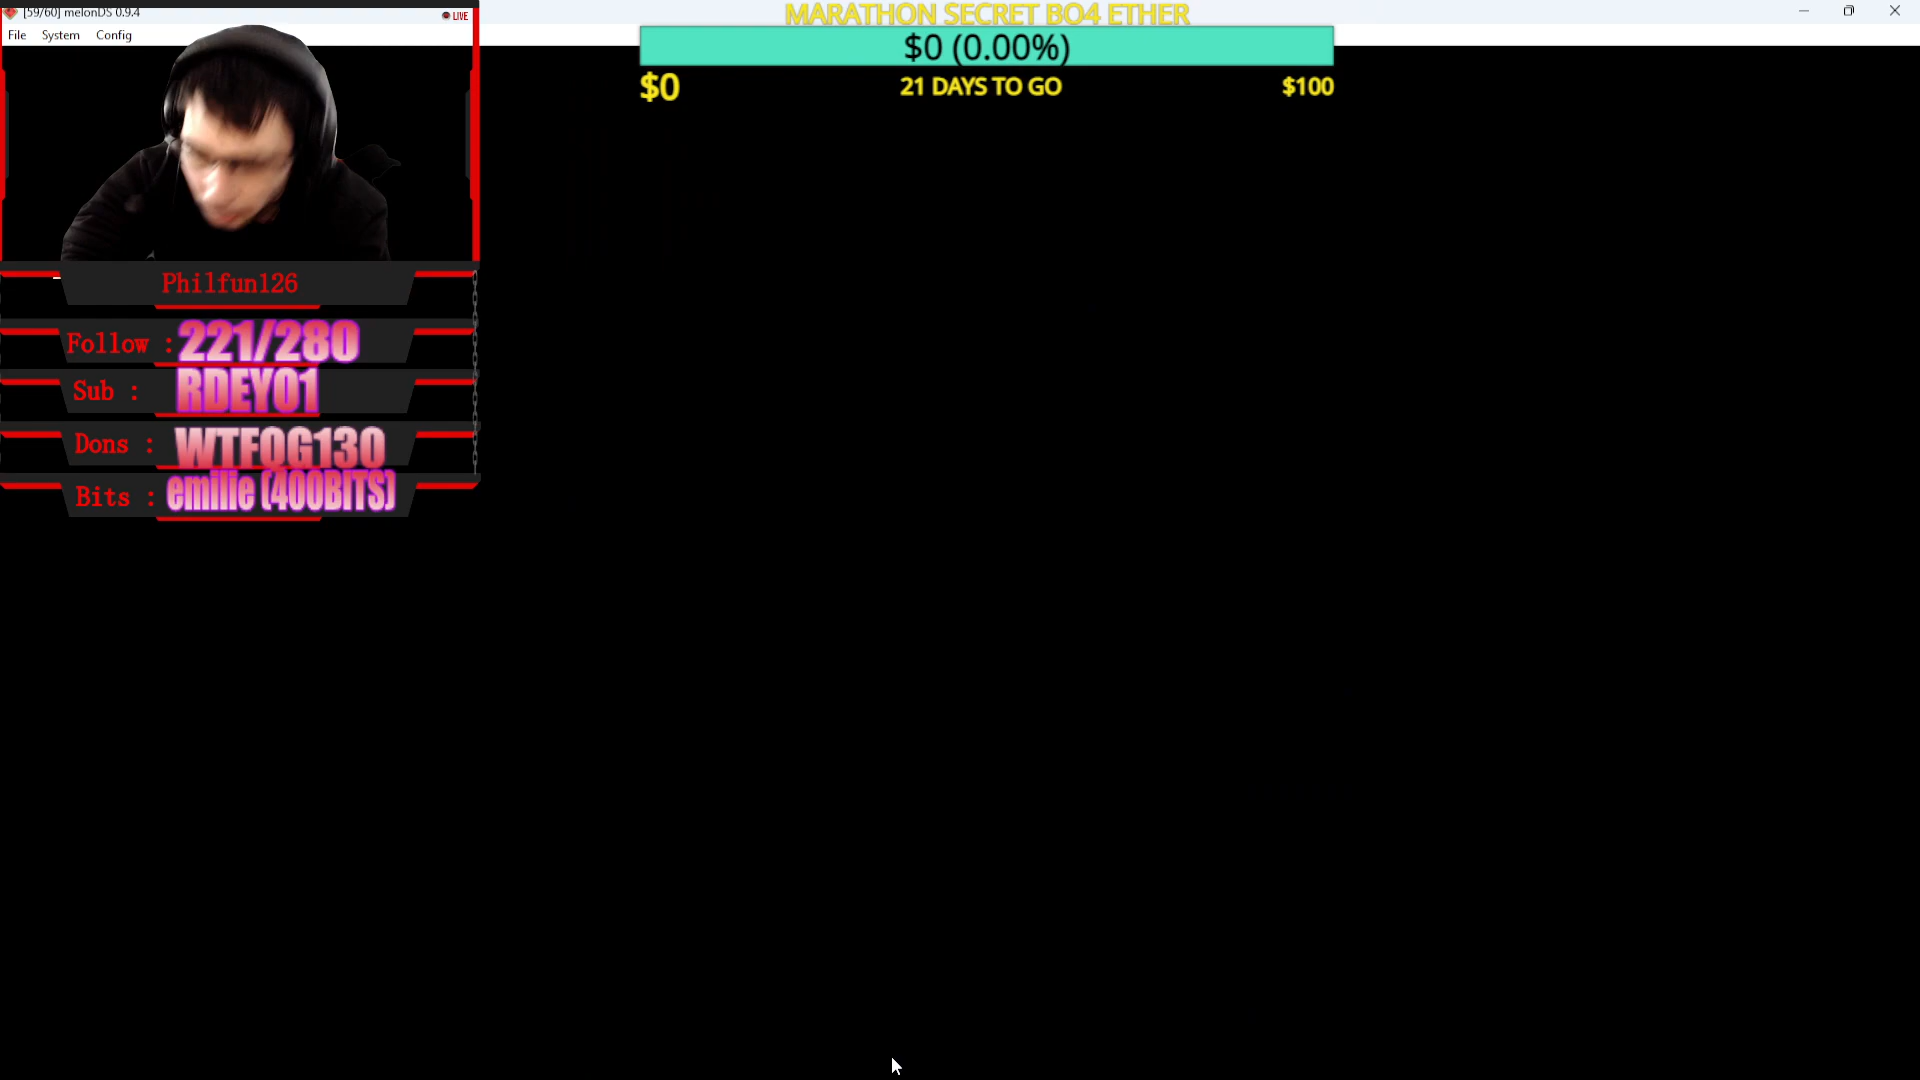 [59/60] melonDS 0.9.4
LIVE
File System Config
MARATHON SECRET BO4 ETHER
$0 (0.00%)
$0 21 DAYS TO GO $100
Philfun126
Follow : 221/280
Sub : RDEY01
Dons : WTFQG130
Bits : emilie (400BITS)